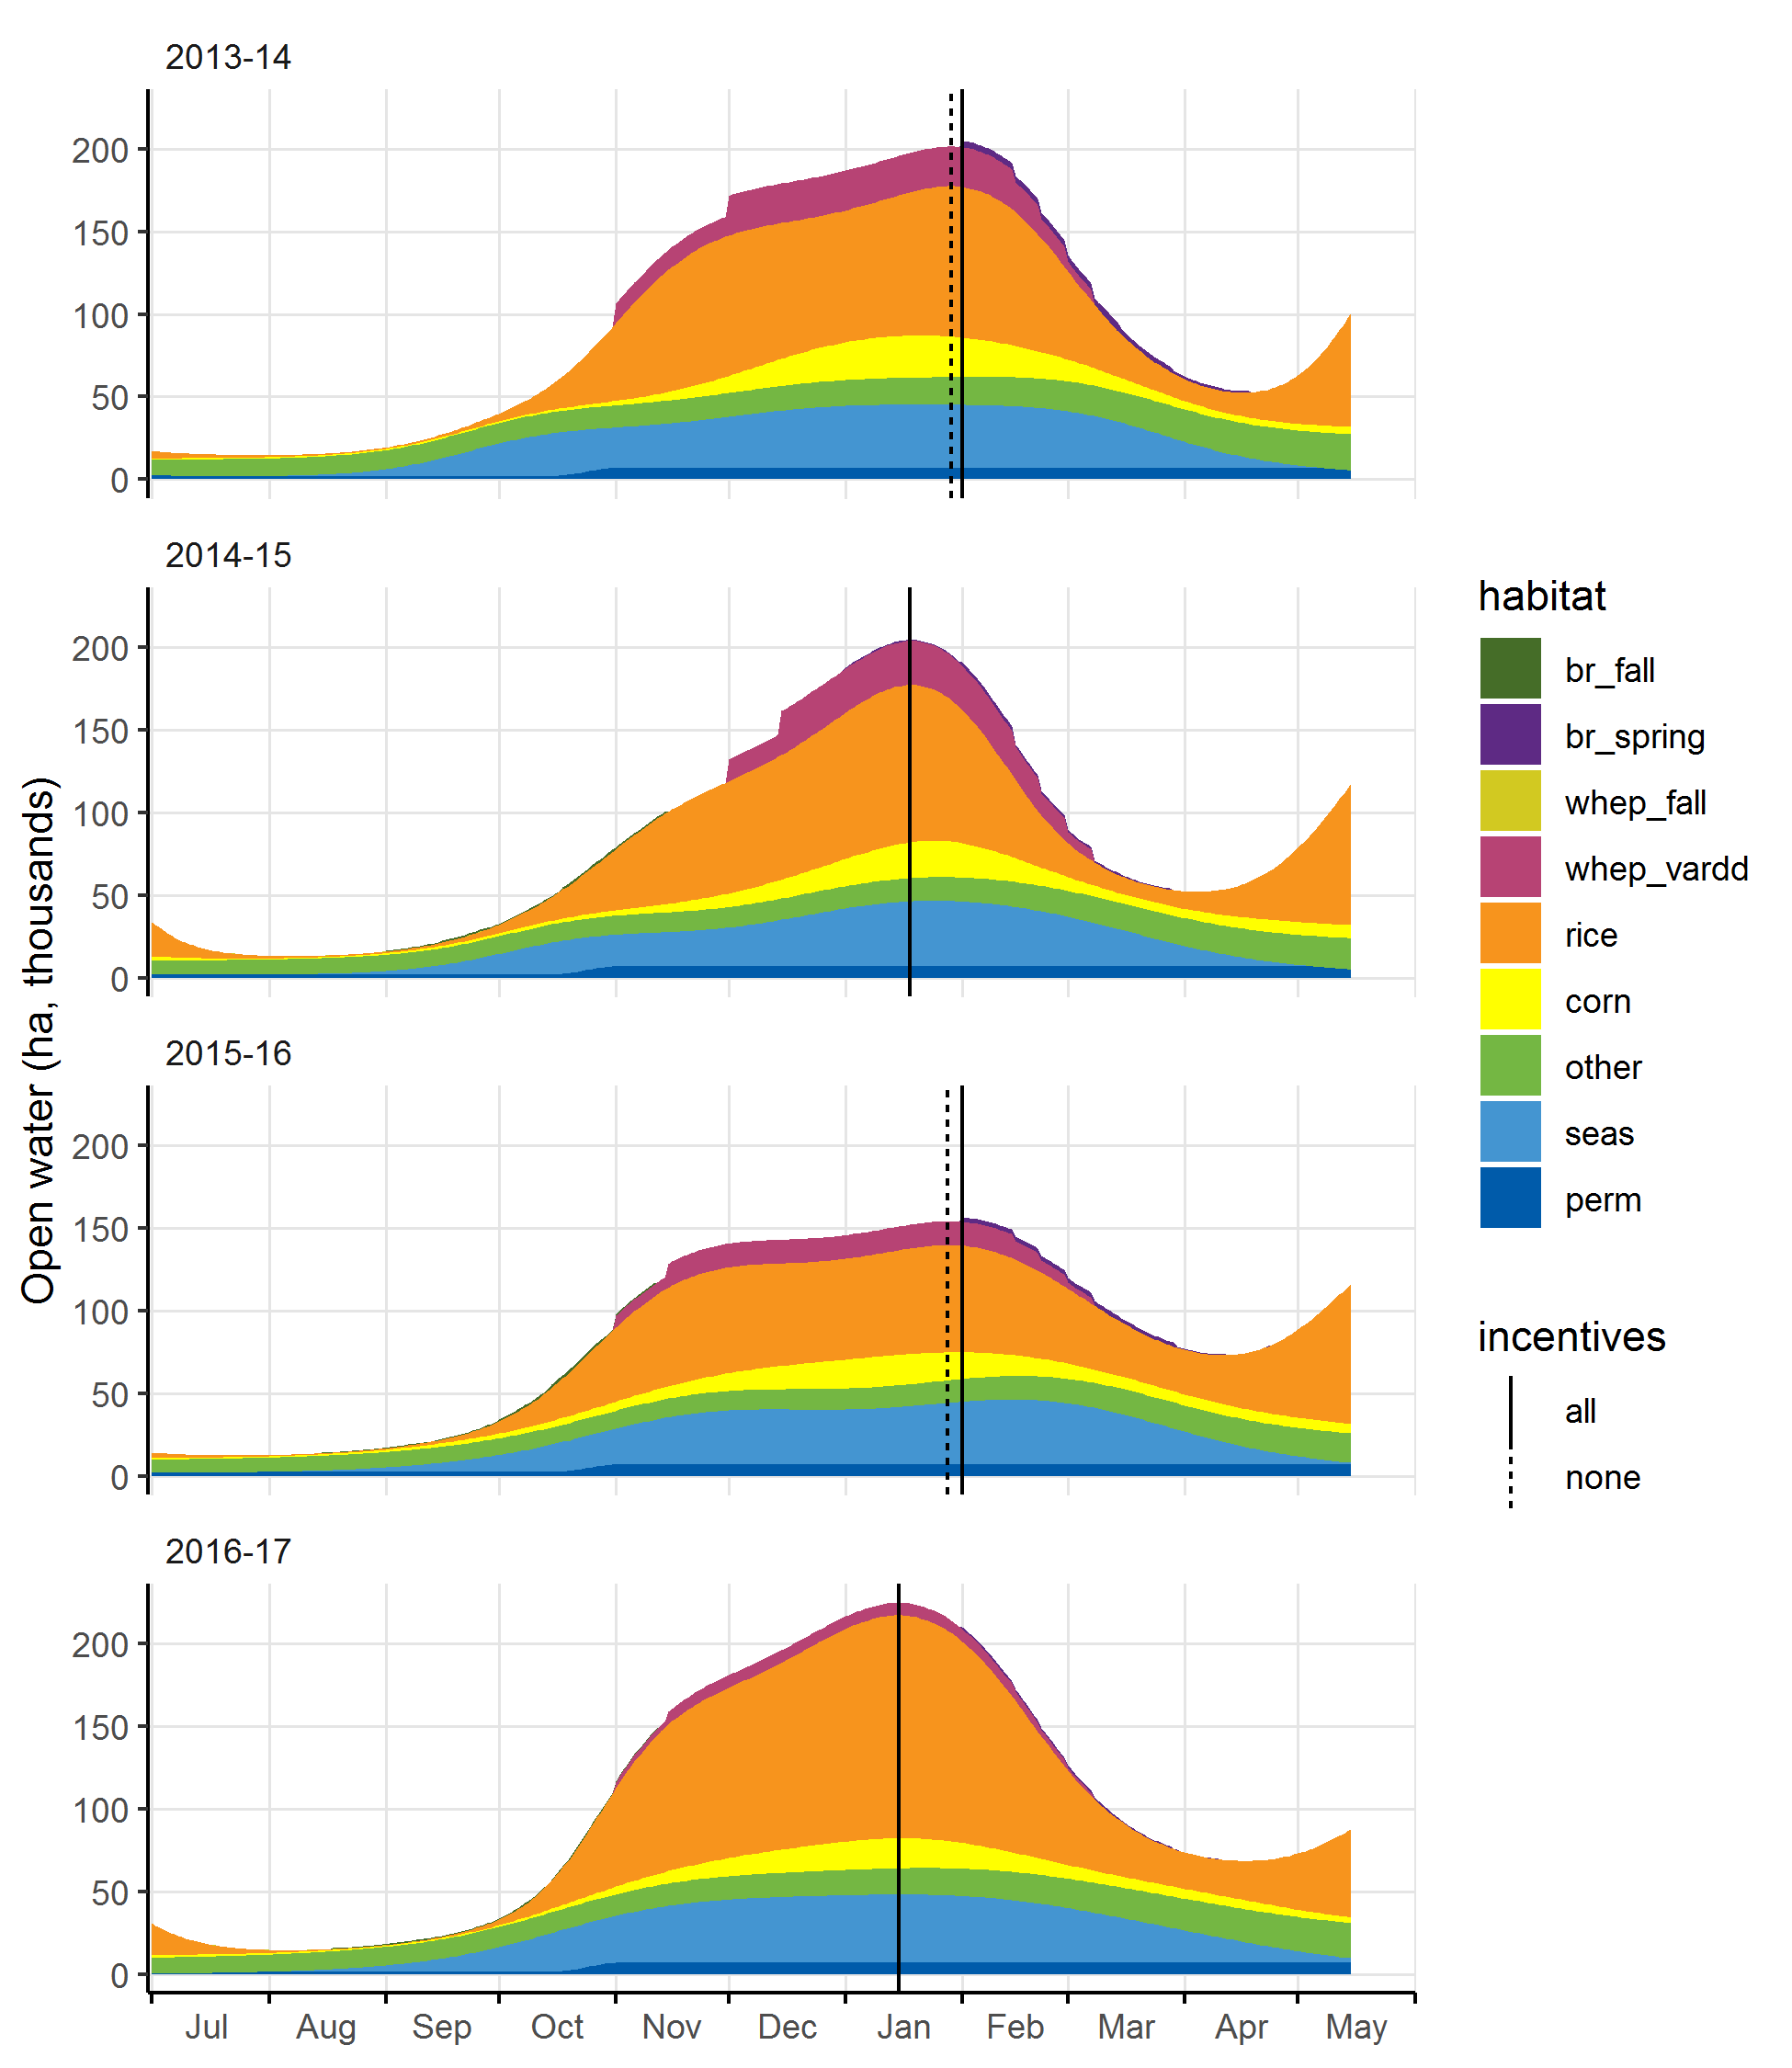 2013-14
200
150
100
50
0
2014-15
200
150
100
50
0
2015-16
200
150
100
50
0
2016-17
200
150
100
50
0
Jul Aug Sep Oct Nov Dec Jan Feb Mar Apr May
Open water (ha, thousands)
habitat
br_fall
br_spring
whep_fall
whep_vardd
rice
corn
other
seas
perm
incentives
all
none